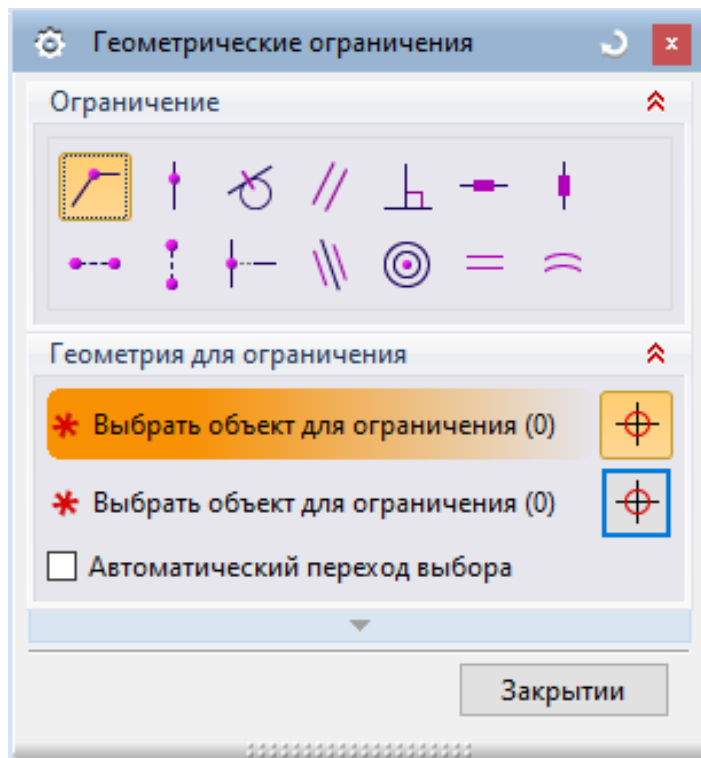 Геометрические ограничения
Ограничение
Геометрия для ограничения
* Выбрать объект для ограничения (0)
* Выбрать объект для ограничения (0)
Автоматический переход выбора
Закрытии